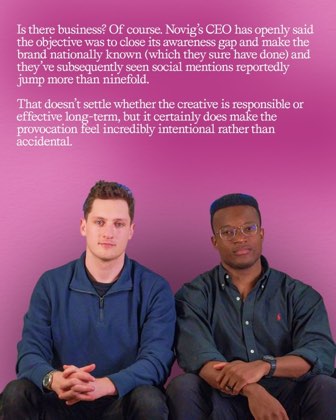 Is there business? Of course. Novig's CEO has openly said
the objective was to close its awareness gap and make the
brand nationally known (which they sure have done) and
they've subsequently seen social mentions reportedly
jump more than ninefold.
That doesn't settle whether the creative is responsible or
effective long-term, but it certainly does make the
provocation feel incredibly intentional rather than
accidental.